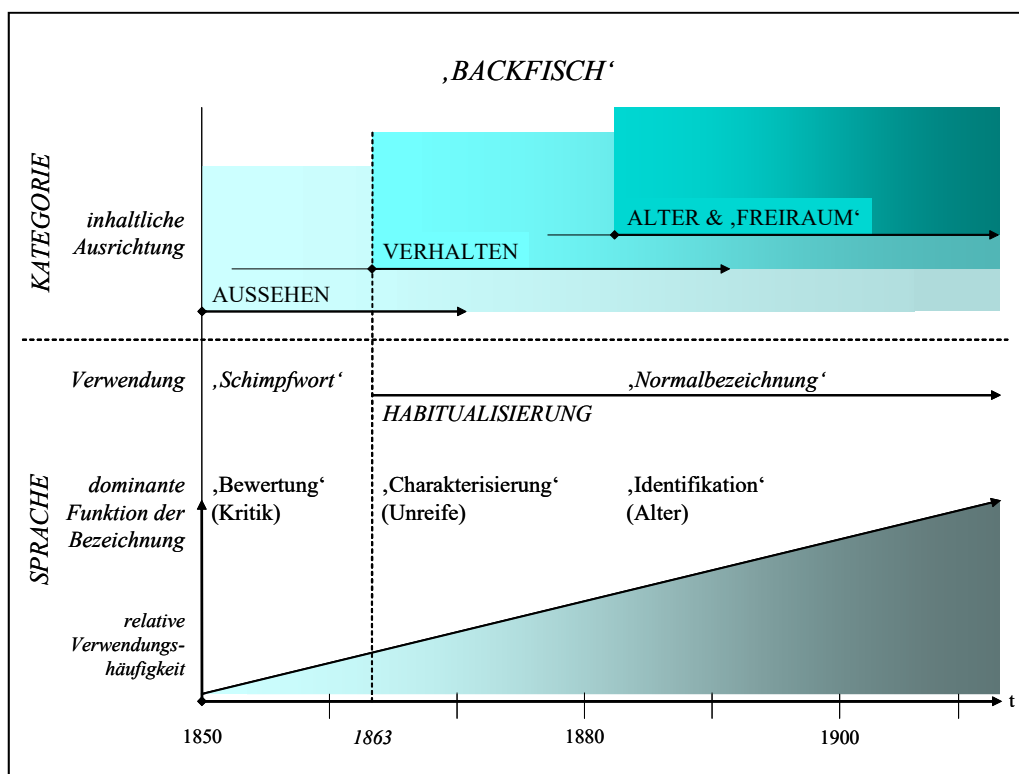 ‚BACKFISCH‘
KATEGORIE
inhaltliche
Ausrichtung
ALTER & ‚FREIRAUM‘
VERHALTEN
AUSSEHEN
SPRACHE
Verwendung
‚Schimpfwort‘
‚Normalbezeichnung‘
HABITUALISIERUNG
dominante
Funktion der
Bezeichnung
‚Bewertung‘
(Kritik)
‚Charakterisierung‘
(Unreife)
‚Identifikation‘
(Alter)
relative
Verwendungs-
häufigkeit
t
1850
1863
1880
1900